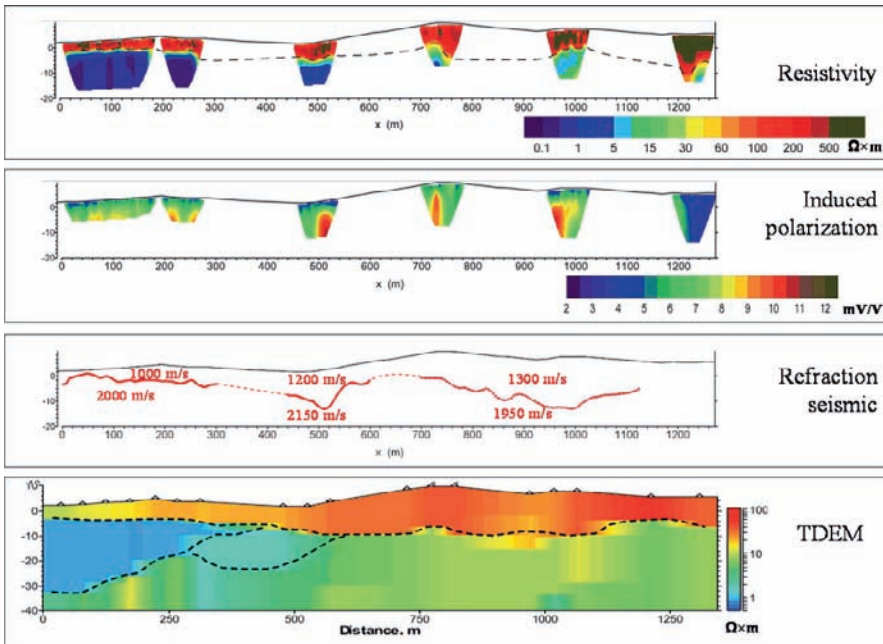 0
-10
-20
0 100 200 300 400 500 600 700 800 900 1000 1100 1200
x (m)
Resistivity
0.1 1 5 15 30 60 100 200 500 Ω×m
0
-10
0 100 200 300 400 500 600 700 800 900 1000 1100 1200
x (m)
Induced
polarization
2 3 4 5 6 7 8 9 10 11 12 mV/V
1000 m/s 1200 m/s 1300 m/s
0
2000 m/s
-10
2150 m/s 1950 m/s
-20
0 100 200 300 400 500 600 700 800 900 1000 1100 1200
x (m)
Refraction
seismic
10
0
-10
-20
-30
-40
0 250 500 750 1000 1250
Distance, m
100
10
1
Ω×m
TDEM